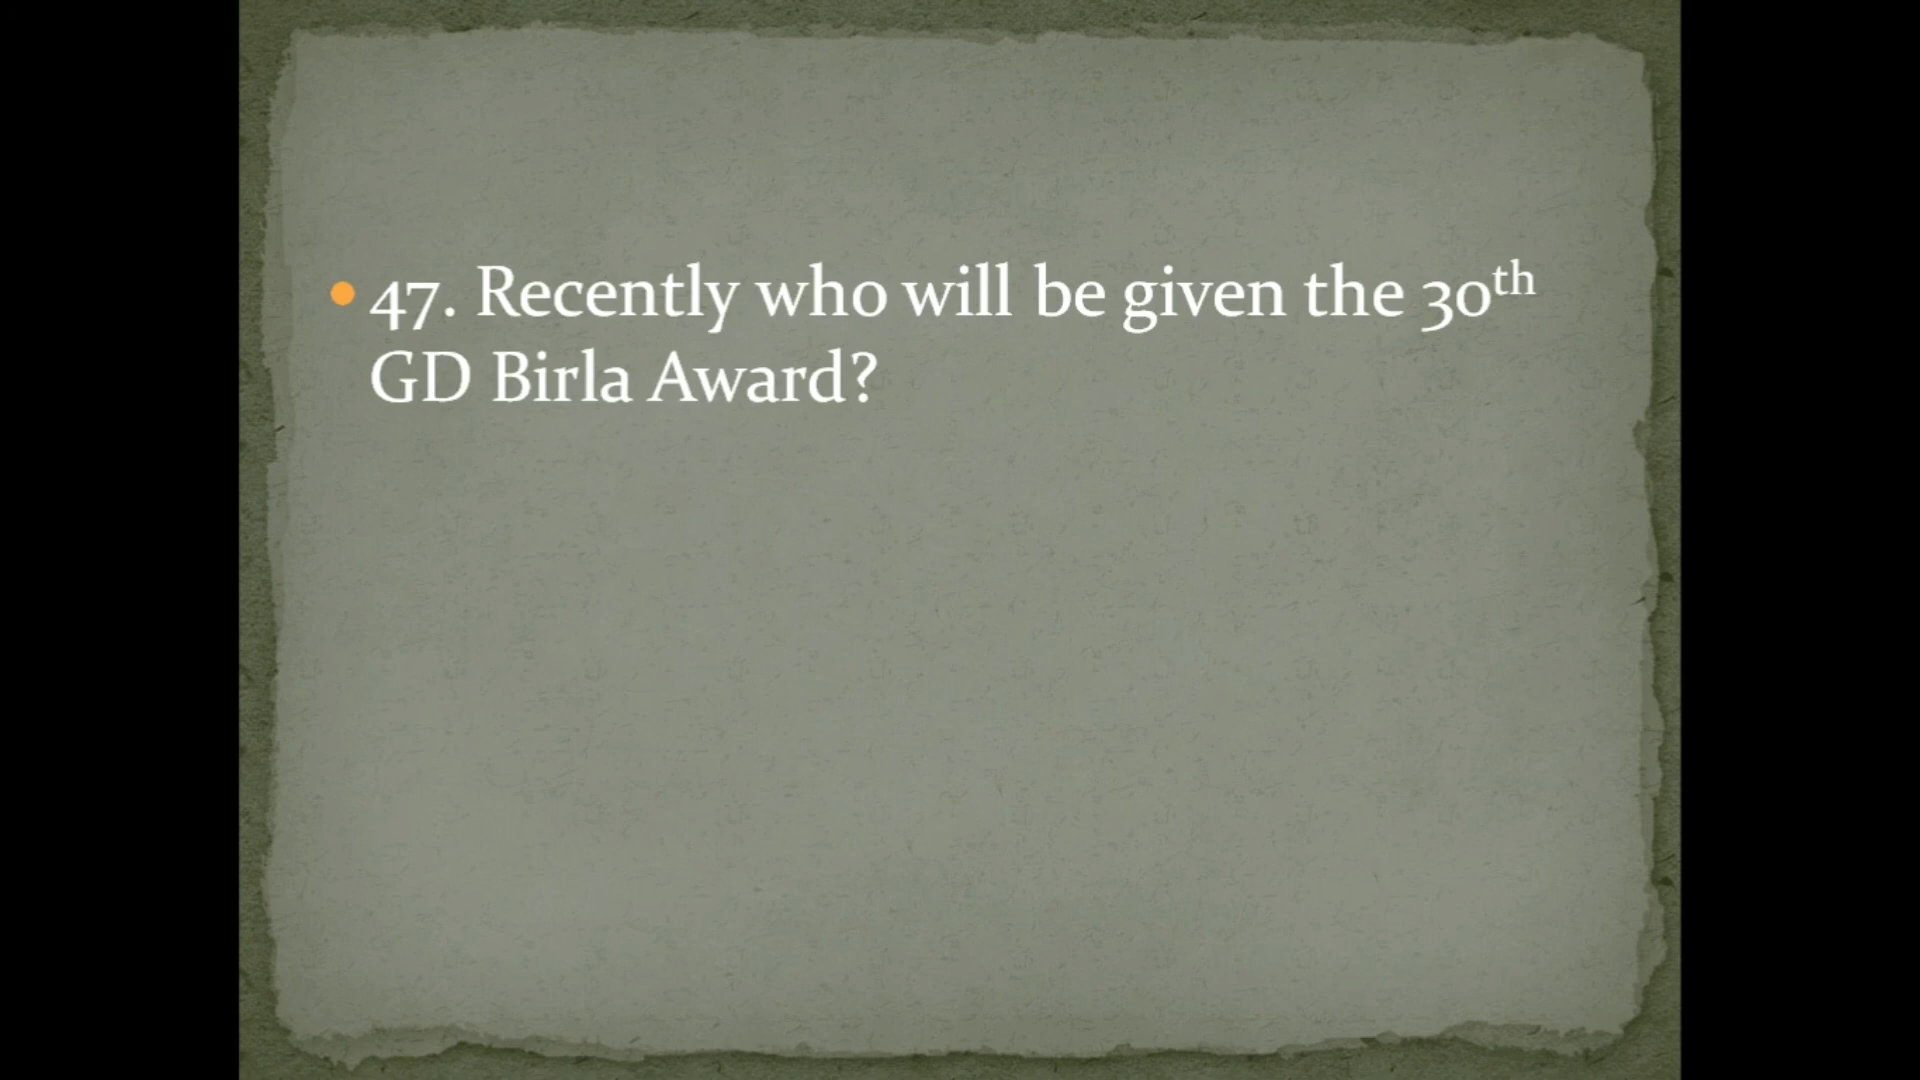 • 47. Recently who will be given the 30th
GD Birla Award?